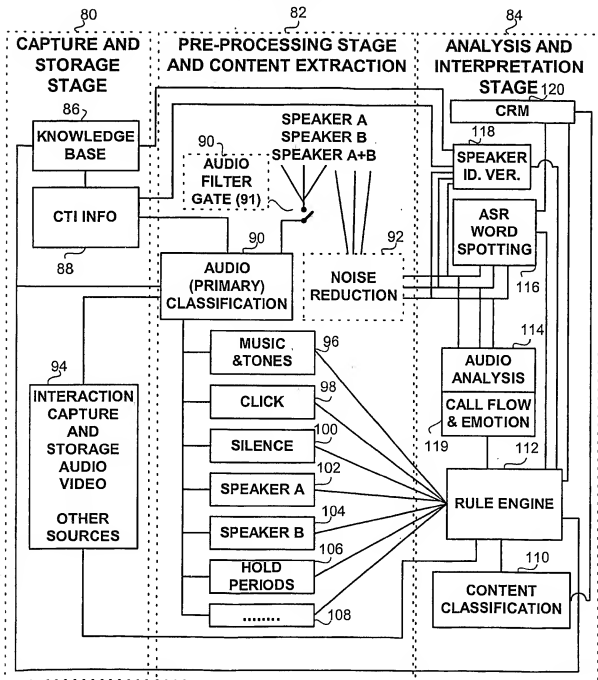 80
CAPTURE AND
STORAGE
STAGE
86
KNOWLEDGE
BASE
CTI INFO
88
94
INTERACTION
CAPTURE
AND
STORAGE
AUDIO
VIDEO
OTHER
SOURCES
82
PRE-PROCESSING STAGE
AND CONTENT EXTRACTION
SPEAKER A
SPEAKER B
SPEAKER A+B
90
AUDIO
FILTER
GATE (91)
90
AUDIO
(PRIMARY)
CLASSIFICATION
92
NOISE
REDUCTION
MUSIC
&TONES
96
CLICK
98
SILENCE
100
SPEAKER A
102
SPEAKER B
104
HOLD
PERIODS
106
........
108
84
ANALYSIS AND
INTERPRETATION
STAGE
120
CRM
118
SPEAKER
ID. VER.
ASR
WORD
SPOTTING
116
114
AUDIO
ANALYSIS
CALL FLOW
& EMOTION
119
112
RULE ENGINE
110
CONTENT
CLASSIFICATION